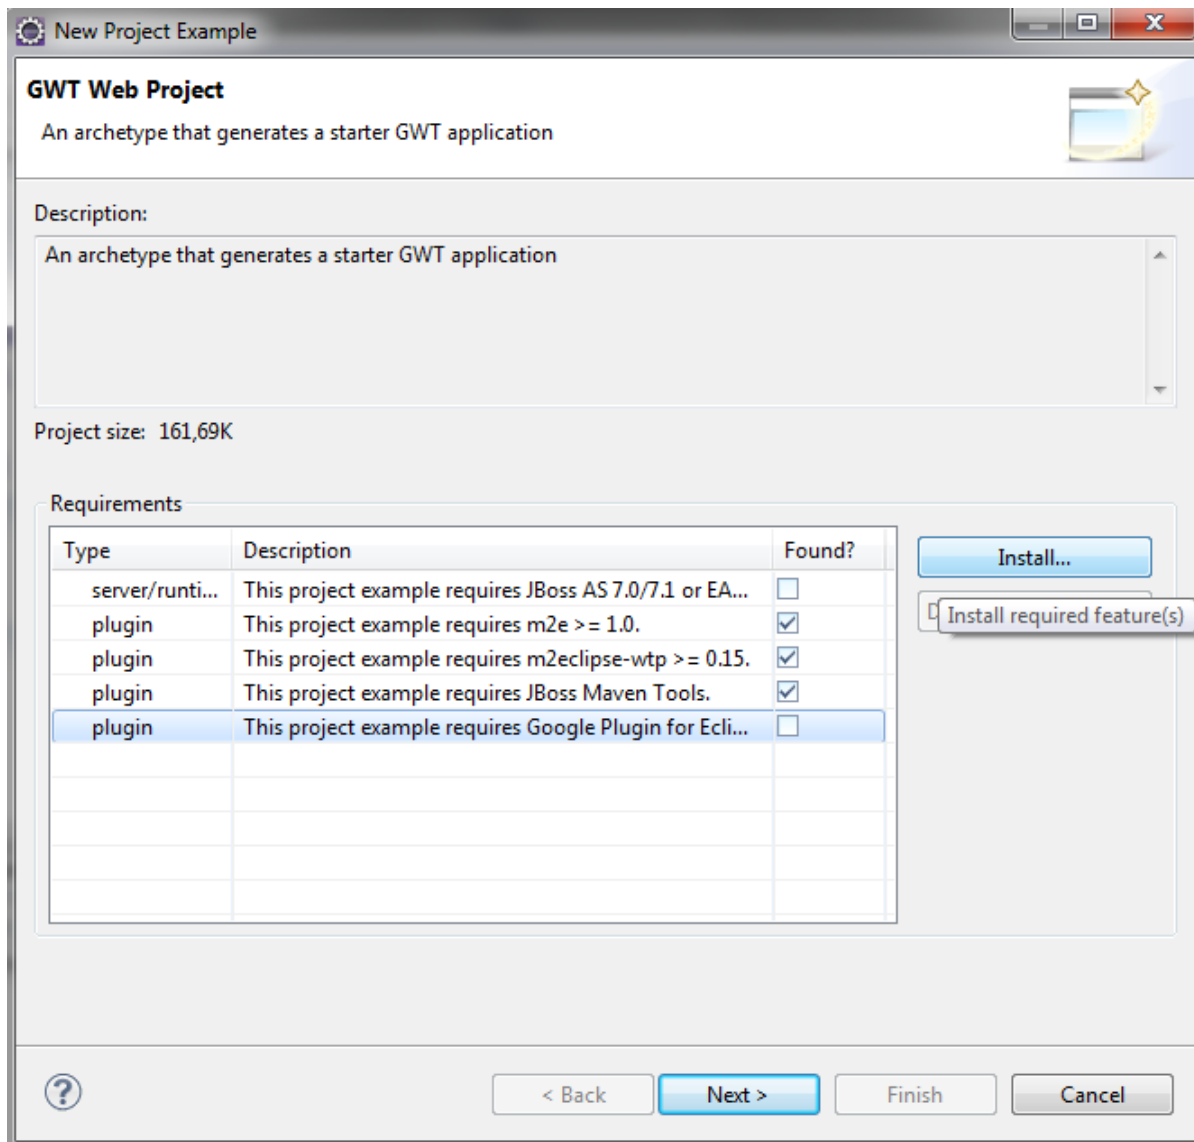 New Project Example
GWT Web Project
An archetype that generates a starter GWT application
Description:
An archetype that generates a starter GWT application
Project size: 161,69K
Requirements
Type Description Found?
server/runti... This project example requires JBoss AS 7.0/7.1 or EA...
plugin This project example requires m2e >= 1.0.
plugin This project example requires m2eclipse-wtp >= 0.15.
plugin This project example requires JBoss Maven Tools.
plugin This project example requires Google Plugin for Ecli...
Install...
D
Install required feature(s)
?
< Back Next > Finish Cancel